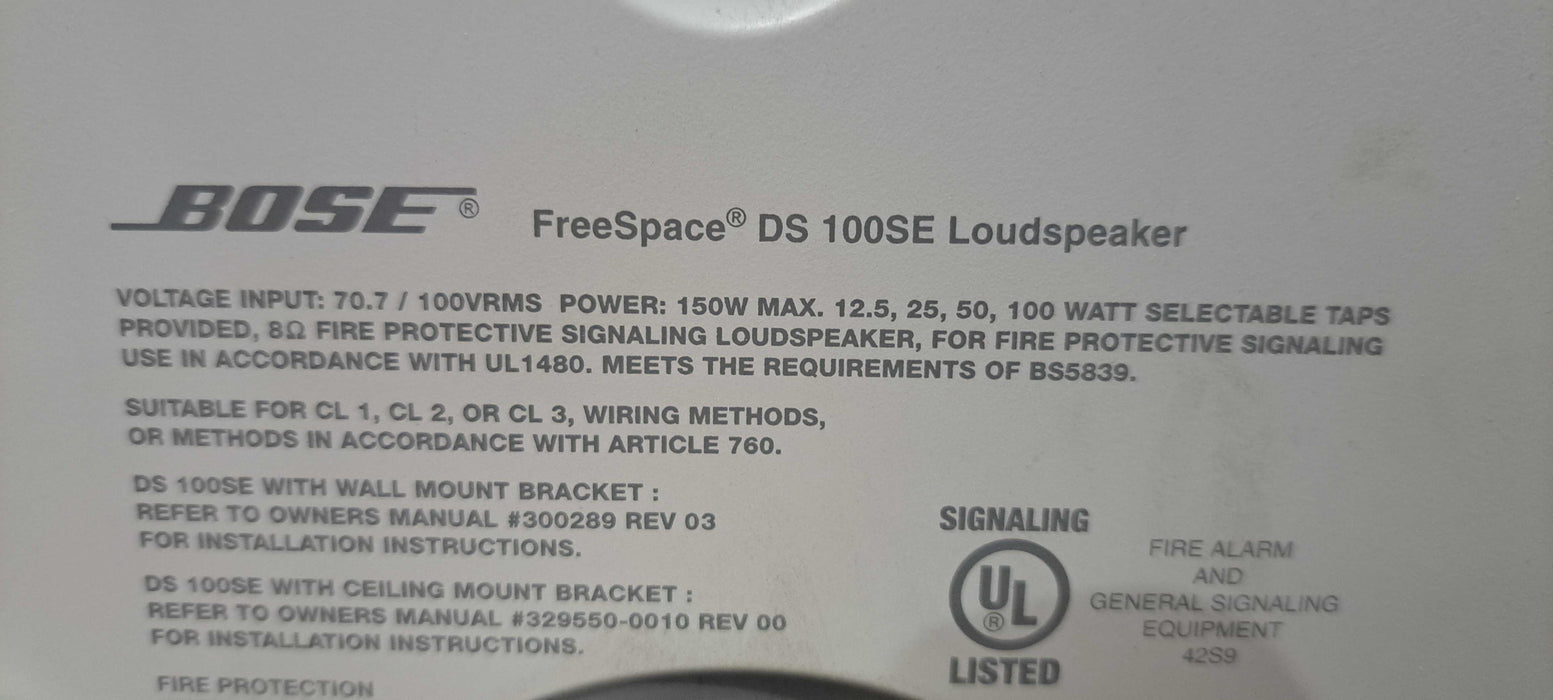 BOSE® FreeSpace® DS 100SE Loudspeaker
VOLTAGE INPUT: 70.7 / 100VRMS POWER: 150W MAX. 12.5, 25, 50, 100 WATT SELECTABLE TAPS
PROVIDED, 8Ω FIRE PROTECTIVE SIGNALING LOUDSPEAKER, FOR FIRE PROTECTIVE SIGNALING
USE IN ACCORDANCE WITH UL1480. MEETS THE REQUIREMENTS OF BS5839.
SUITABLE FOR CL 1, CL 2, OR CL 3, WIRING METHODS,
OR METHODS IN ACCORDANCE WITH ARTICLE 760.
DS 100SE WITH WALL MOUNT BRACKET :
REFER TO OWNERS MANUAL #300289 REV 03
FOR INSTALLATION INSTRUCTIONS.
DS 100SE WITH CEILING MOUNT BRACKET :
REFER TO OWNERS MANUAL #329550-0010 REV 00
FOR INSTALLATION INSTRUCTIONS.
FIRE PROTECTION
SIGNALING
UL®
LISTED
FIRE ALARM
AND
GENERAL SIGNALING
EQUIPMENT
42S9